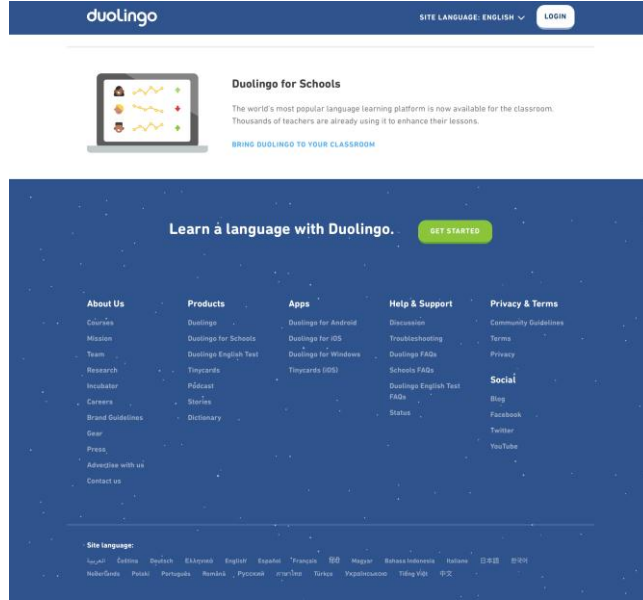 duolingo
SITE LANGUAGE: ENGLISH
LOGIN
Duolingo for Schools
The world's most popular language learning platform is now available for the classroom.
Thousands of teachers are already using it to enhance their lessons.
BRING DUOLINGO TO YOUR CLASSROOM
Learn a language with Duolingo.
GET STARTED
About Us
Courses
Mission
Team
Research
Incubator
Careers
Brand Guidelines
Gear
Press
Advertise with us
Contact us
Products
Duolingo
Duolingo for Schools
Duolingo English Test
Tinycards
Podcast
Stories
Dictionary
Apps
Duolingo for Android
Duolingo for iOS
Duolingo for Windows
Tinycards (iOS)
Help & Support
Discussion
Troubleshooting
Duolingo FAQs
Schools FAQs
Duolingo English Test
FAQs
Status
Privacy & Terms
Community Guidelines
Terms
Privacy
Social
Blog
Facebook
Twitter
YouTube
Site language:
العربية Čeština Deutsch Ελληνικά English Español Français हिंदी Magyar Bahasa Indonesia Italiano 日本語 한국어
Nederlands Polski Português Română Русский ภาษาไทย Türkçe Українською Tiếng Việt 中文